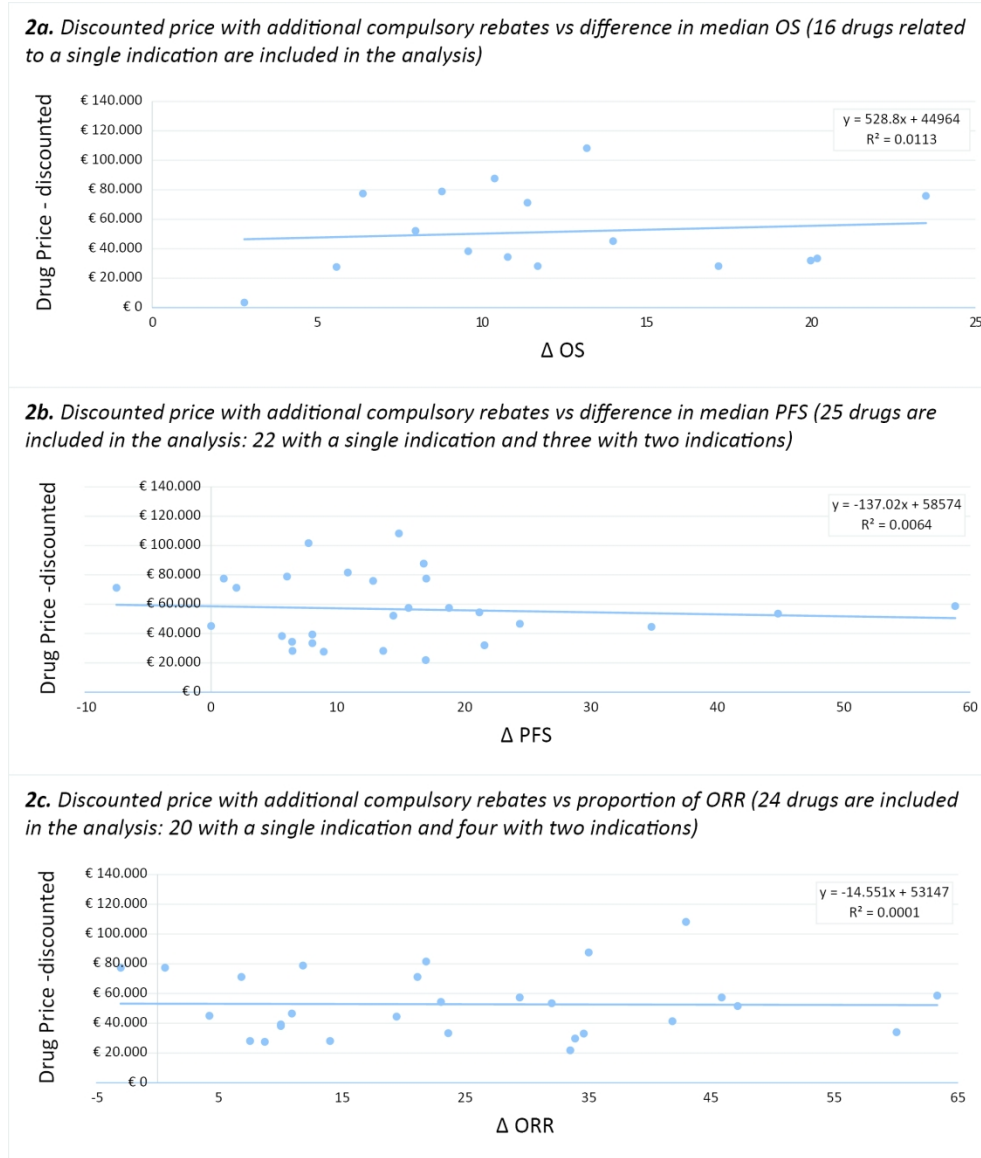 2a. Discounted price with additional compulsory rebates vs difference in median OS (16 drugs related
to a single indication are included in the analysis)
Drug Price - discounted
€ 140.000
€ 120.000
€ 100.000
€ 80.000
€ 60.000
€ 40.000
€ 20.000
€ 0
y = 528.8x + 44964
R² = 0.0113
0 5 10 15 20 25
Δ OS
2b. Discounted price with additional compulsory rebates vs difference in median PFS (25 drugs are
included in the analysis: 22 with a single indication and three with two indications)
Drug Price -discounted
€ 140.000
€ 120.000
€ 100.000
€ 80.000
€ 60.000
€ 40.000
€ 20.000
€ 0
y = -137.02x + 58574
R² = 0.0064
-10 0 10 20 30 40 50 60
Δ PFS
2c. Discounted price with additional compulsory rebates vs proportion of ORR (24 drugs are included
in the analysis: 20 with a single indication and four with two indications)
Drug Price -discounted
€ 140.000
€ 120.000
€ 100.000
€ 80.000
€ 60.000
€ 40.000
€ 20.000
€ 0
y = -14.551x + 53147
R² = 0.0001
-5 5 15 25 35 45 55 65
Δ ORR